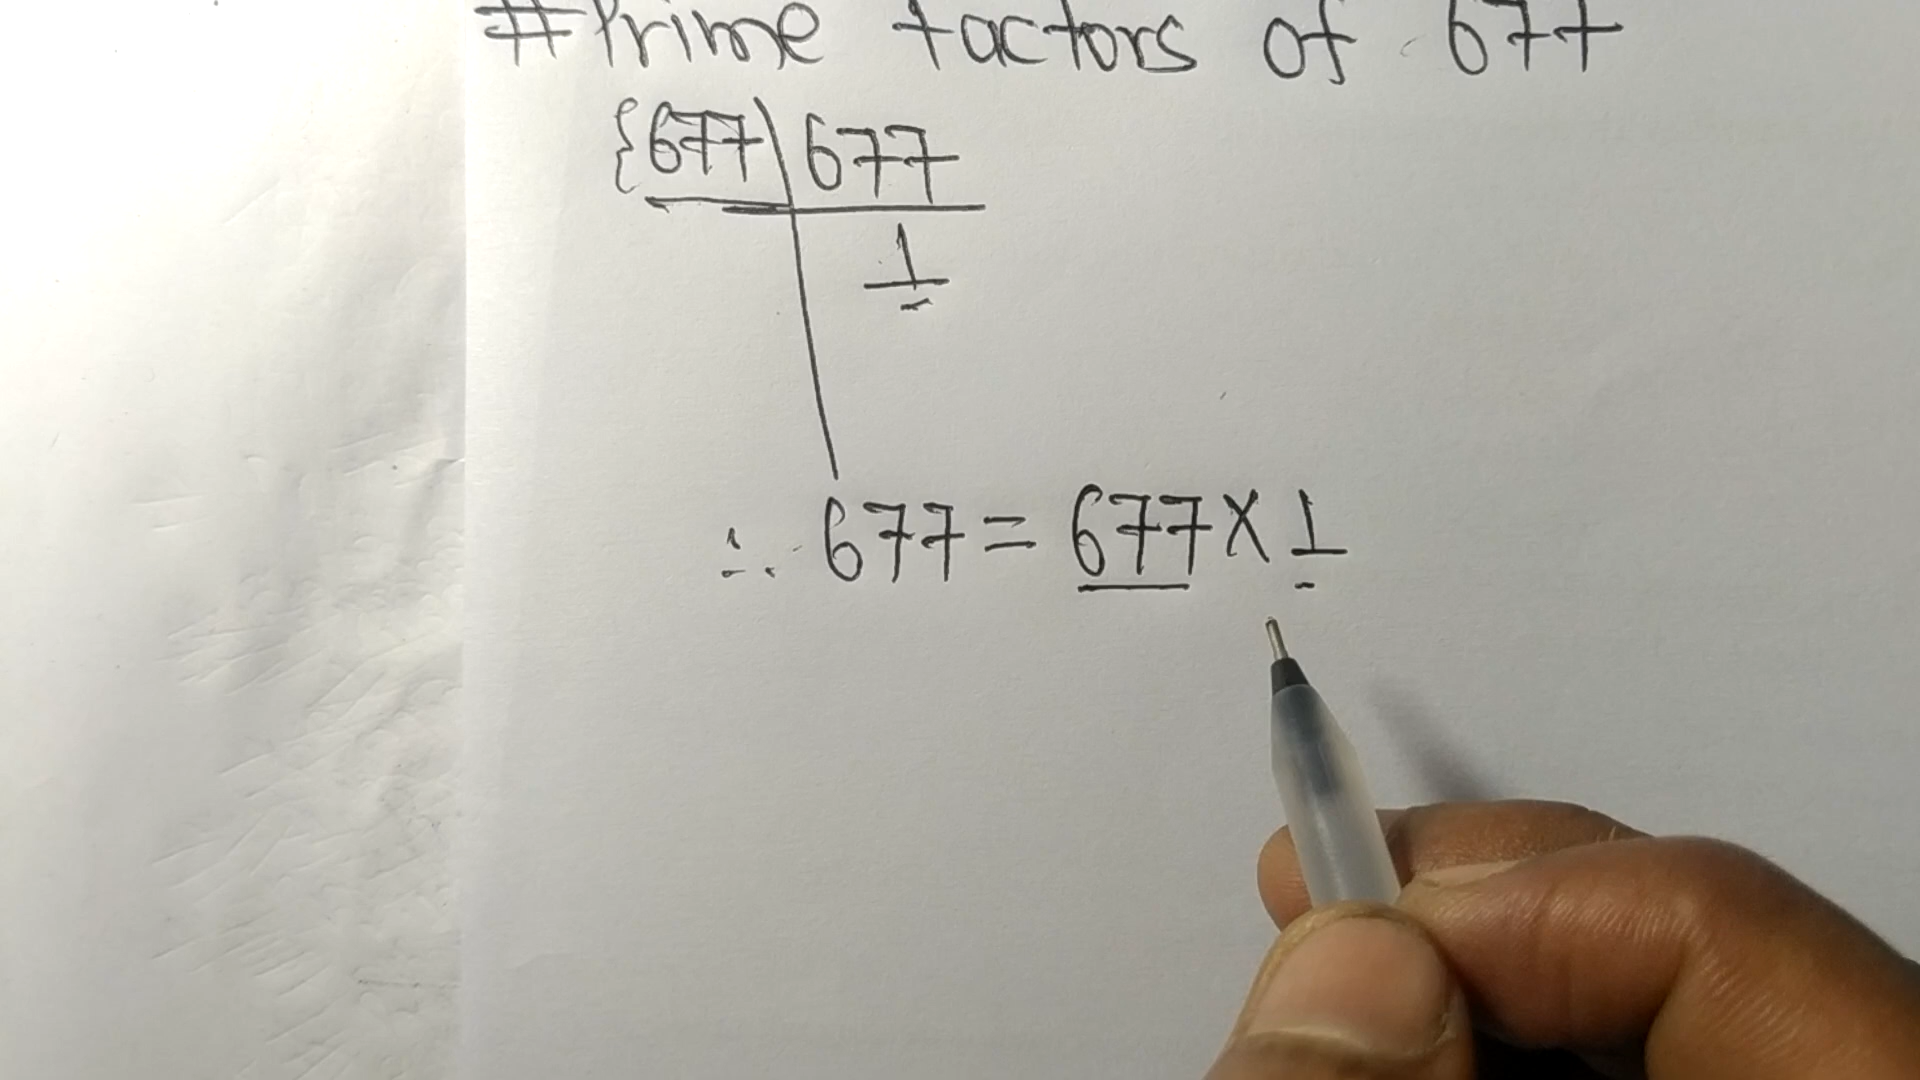 #Prime factors of 677
{677) 677
1
∴ 677 = 677 X 1